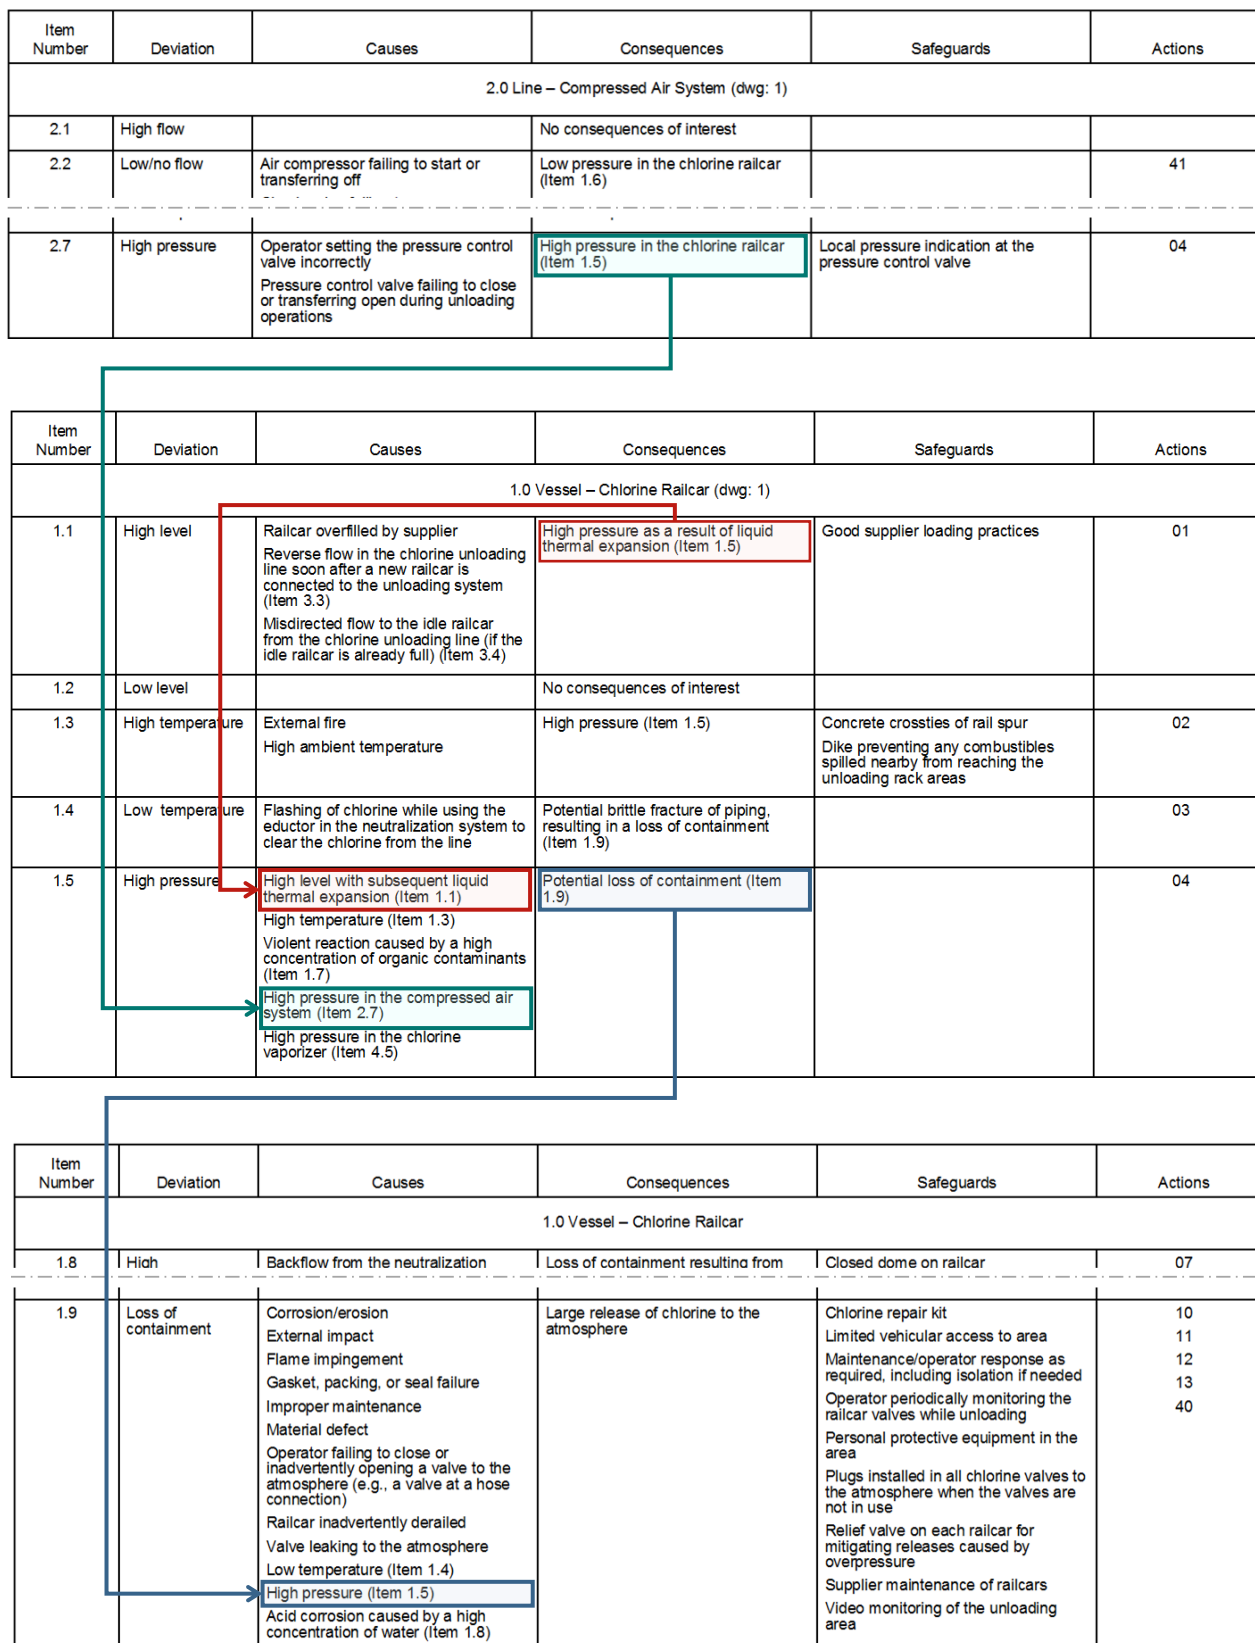 Item
Number
Deviation
Causes
Consequences
Safeguards
Actions
2.0 Line – Compressed Air System (dwg: 1)
2.1
High flow
No consequences of interest
2.2
Low/no flow
Air compressor failing to start or
transferring off
Low pressure in the chlorine railcar
(Item 1.6)
41
2.7
High pressure
Operator setting the pressure control
valve incorrectly
Pressure control valve failing to close
or transferring open during unloading
operations
High pressure in the chlorine railcar
(Item 1.5)
Local pressure indication at the
pressure control valve
04
Item
Number
Deviation
Causes
Consequences
Safeguards
Actions
1.0 Vessel – Chlorine Railcar (dwg: 1)
1.1
High level
Railcar overfilled by supplier
Reverse flow in the chlorine unloading
line soon after a new railcar is
connected to the unloading system
(Item 3.3)
Misdirected flow to the idle railcar
from the chlorine unloading line (if the
idle railcar is already full) (Item 3.4)
High pressure as a result of liquid
thermal expansion (Item 1.5)
Good supplier loading practices
01
1.2
Low level
No consequences of interest
1.3
High temperature
External fire
High ambient temperature
High pressure (Item 1.5)
Concrete crossties of rail spur
Dike preventing any combustibles
spilled nearby from reaching the
unloading rack areas
02
1.4
Low temperature
Flashing of chlorine while using the
eductor in the neutralization system to
clear the chlorine from the line
Potential brittle fracture of piping,
resulting in a loss of containment
(Item 1.9)
03
1.5
High pressure
High level with subsequent liquid
thermal expansion (Item 1.1)
High temperature (Item 1.3)
Violent reaction caused by a high
concentration of organic contaminants
(Item 1.7)
High pressure in the compressed air
system (Item 2.7)
High pressure in the chlorine
vaporizer (Item 4.5)
Potential loss of containment (Item
1.9)
04
Item
Number
Deviation
Causes
Consequences
Safeguards
Actions
1.0 Vessel – Chlorine Railcar
1.8
High
Backflow from the neutralization
Loss of containment resulting from
Closed dome on railcar
07
1.9
Loss of
containment
Corrosion/erosion
External impact
Flame impingement
Gasket, packing, or seal failure
Improper maintenance
Material defect
Operator failing to close or
inadvertently opening a valve to the
atmosphere (e.g., a valve at a hose
connection)
Railcar inadvertently derailed
Valve leaking to the atmosphere
Low temperature (Item 1.4)
High pressure (Item 1.5)
Acid corrosion caused by a high
concentration of water (Item 1.8)
Large release of chlorine to the
atmosphere
Chlorine repair kit
Limited vehicular access to area
Maintenance/operator response as
required, including isolation if needed
Operator periodically monitoring the
railcar valves while unloading
Personal protective equipment in the
area
Plugs installed in all chlorine valves to
the atmosphere when the valves are
not in use
Relief valve on each railcar for
mitigating releases caused by
overpressure
Supplier maintenance of railcars
Video monitoring of the unloading
area
10
11
12
13
40